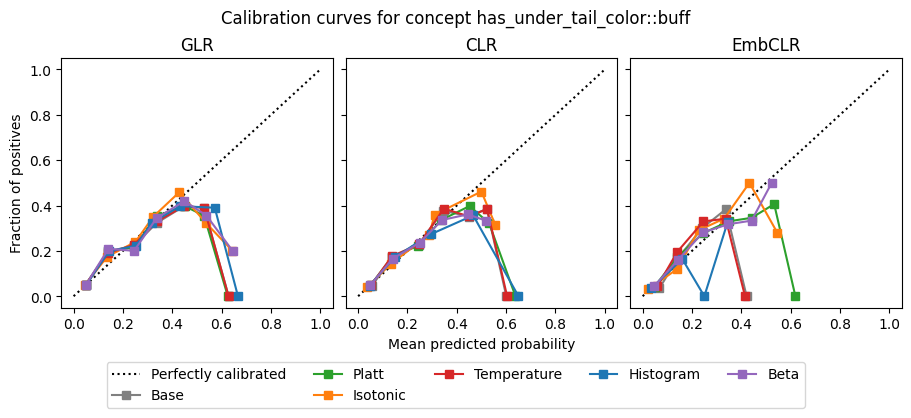 Calibration curves for concept has_under_tail_color::buff
GLR
CLR
EmbCLR
Fraction of positives
1.0
0.8
0.6
0.4
0.2
0.0
0.0 0.2 0.4 0.6 0.8 1.0
0.0 0.2 0.4 0.6 0.8 1.0
0.0 0.2 0.4 0.6 0.8 1.0
Mean predicted probability
Perfectly calibrated
Base
Platt
Isotonic
Temperature
Histogram
Beta